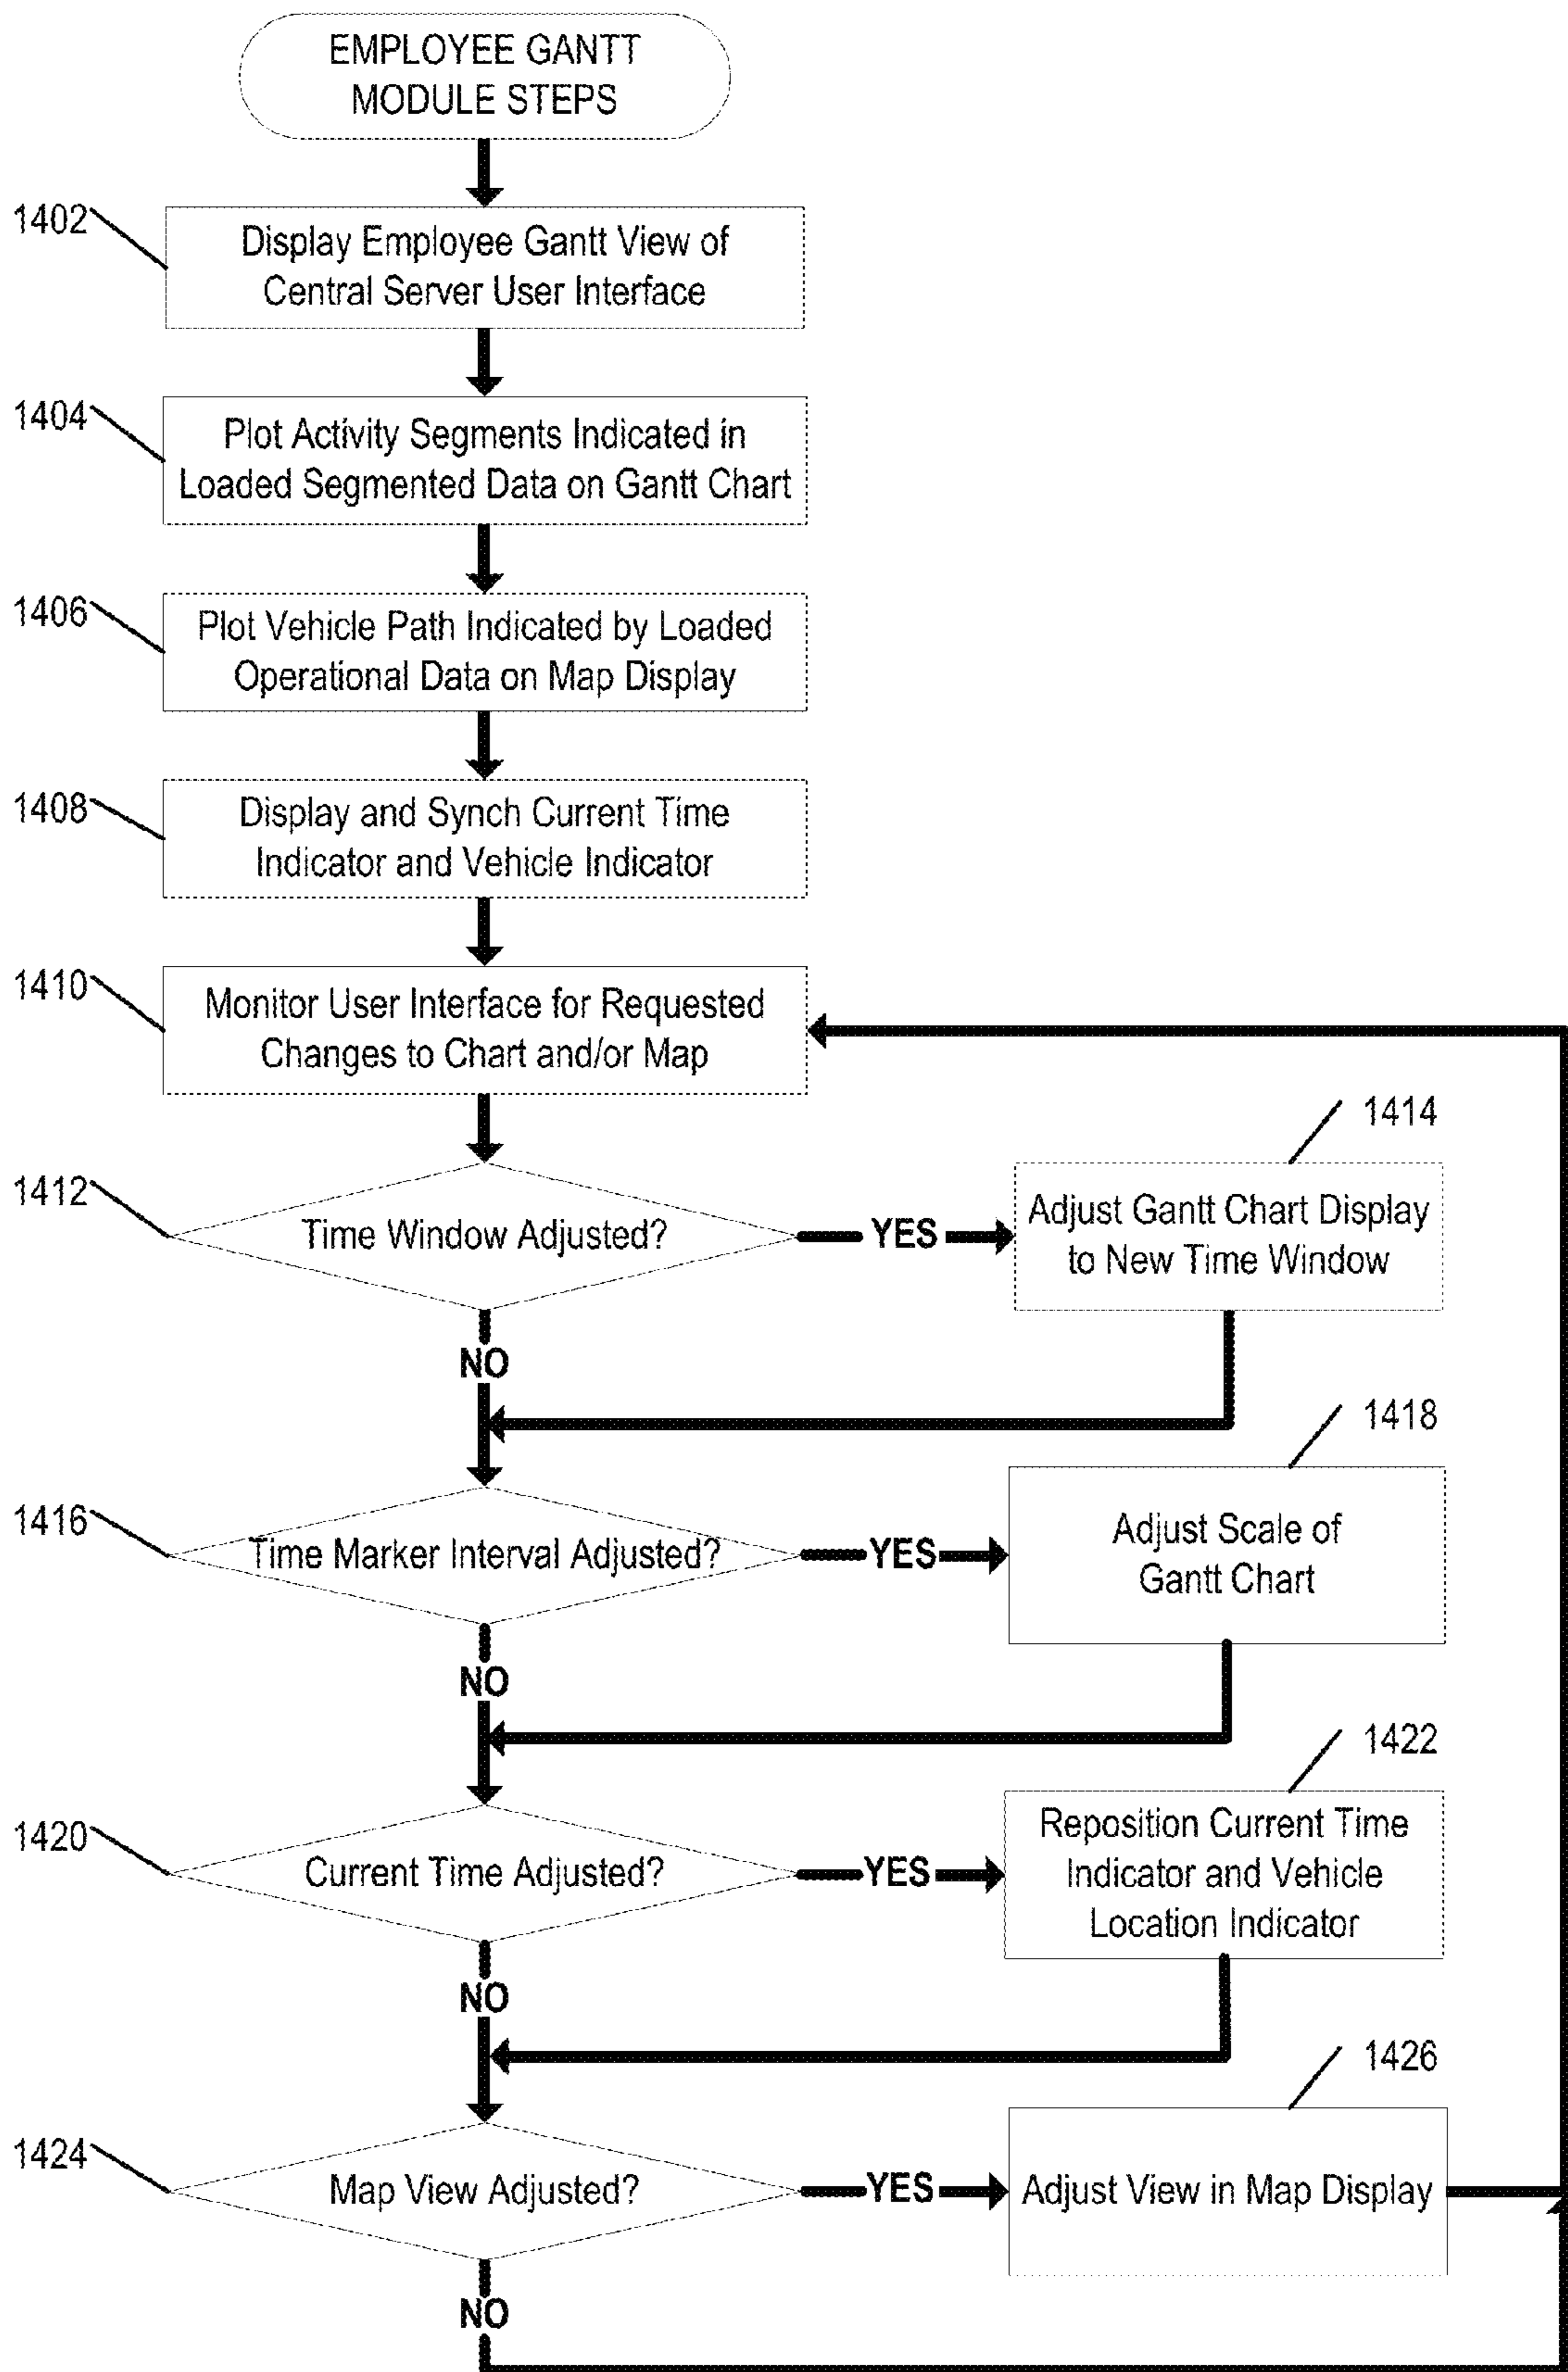 EMPLOYEE GANTT
MODULE STEPS
1402
Display Employee Gantt View of
Central Server User Interface
1404
Plot Activity Segments Indicated in
Loaded Segmented Data on Gantt Chart
1406
Plot Vehicle Path Indicated by Loaded
Operational Data on Map Display
1408
Display and Synch Current Time
Indicator and Vehicle Indicator
1410
Monitor User Interface for Requested
Changes to Chart and/or Map
1412
Time Window Adjusted?
YES
1414
Adjust Gantt Chart Display
to New Time Window
NO
1416
Time Marker Interval Adjusted?
YES
1418
Adjust Scale of
Gantt Chart
NO
1420
Current Time Adjusted?
YES
1422
Reposition Current Time
Indicator and Vehicle
Location Indicator
NO
1424
Map View Adjusted?
YES
1426
Adjust View in Map Display
NO